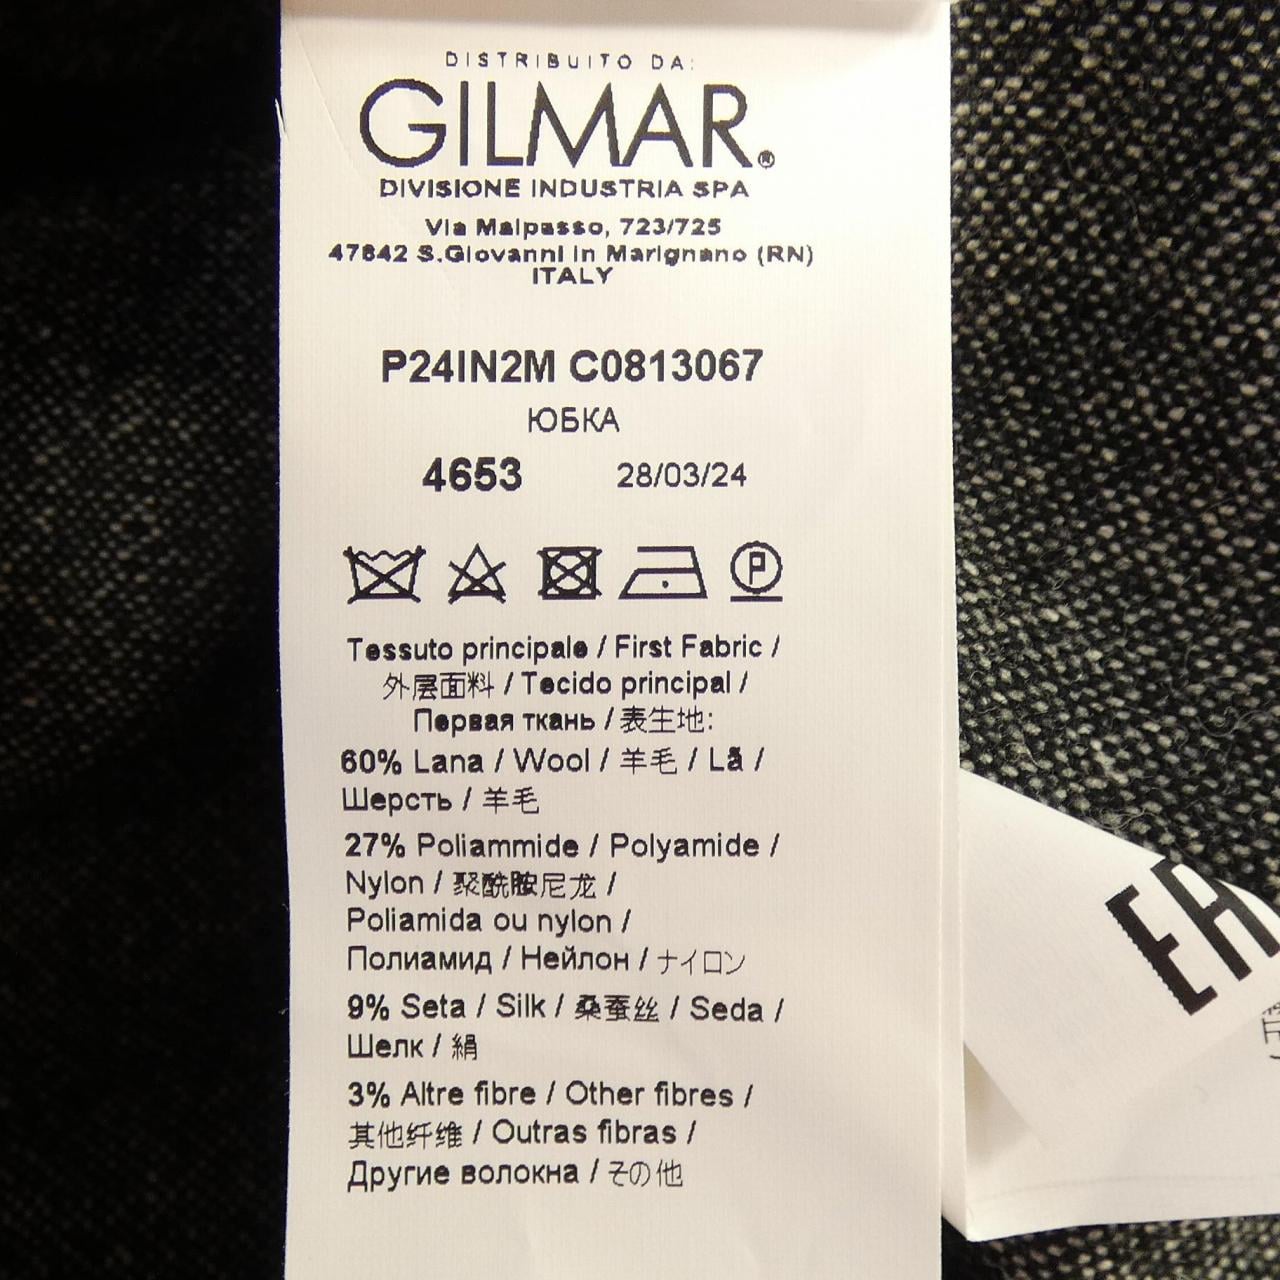 DISTRIBUITO DA:
GILMAR®
DIVISIONE INDUSTRIA SPA
Via Malpasso, 723/725
47842 S.Giovanni in Marignano (RN)
ITALY
P24IN2M C0813067
ЮБКА
4653 28/03/24
P
Tessuto principale / First Fabric /
外层面料 / Tecido principal /
Первая ткань / 表生地:
60% Lana / Wool / 羊毛 / Lã /
Шерсть / 羊毛
27% Poliammide / Polyamide /
Nylon / 聚酰胺尼龙 /
Poliamida ou nylon /
Полиамид / Нейлон / ナイロン
9% Seta / Silk / 桑蚕丝 / Seda /
Шелк / 絹
3% Altre fibre / Other fibres /
其他纤维 / Outras fibras /
Другие волокна / その他
EA